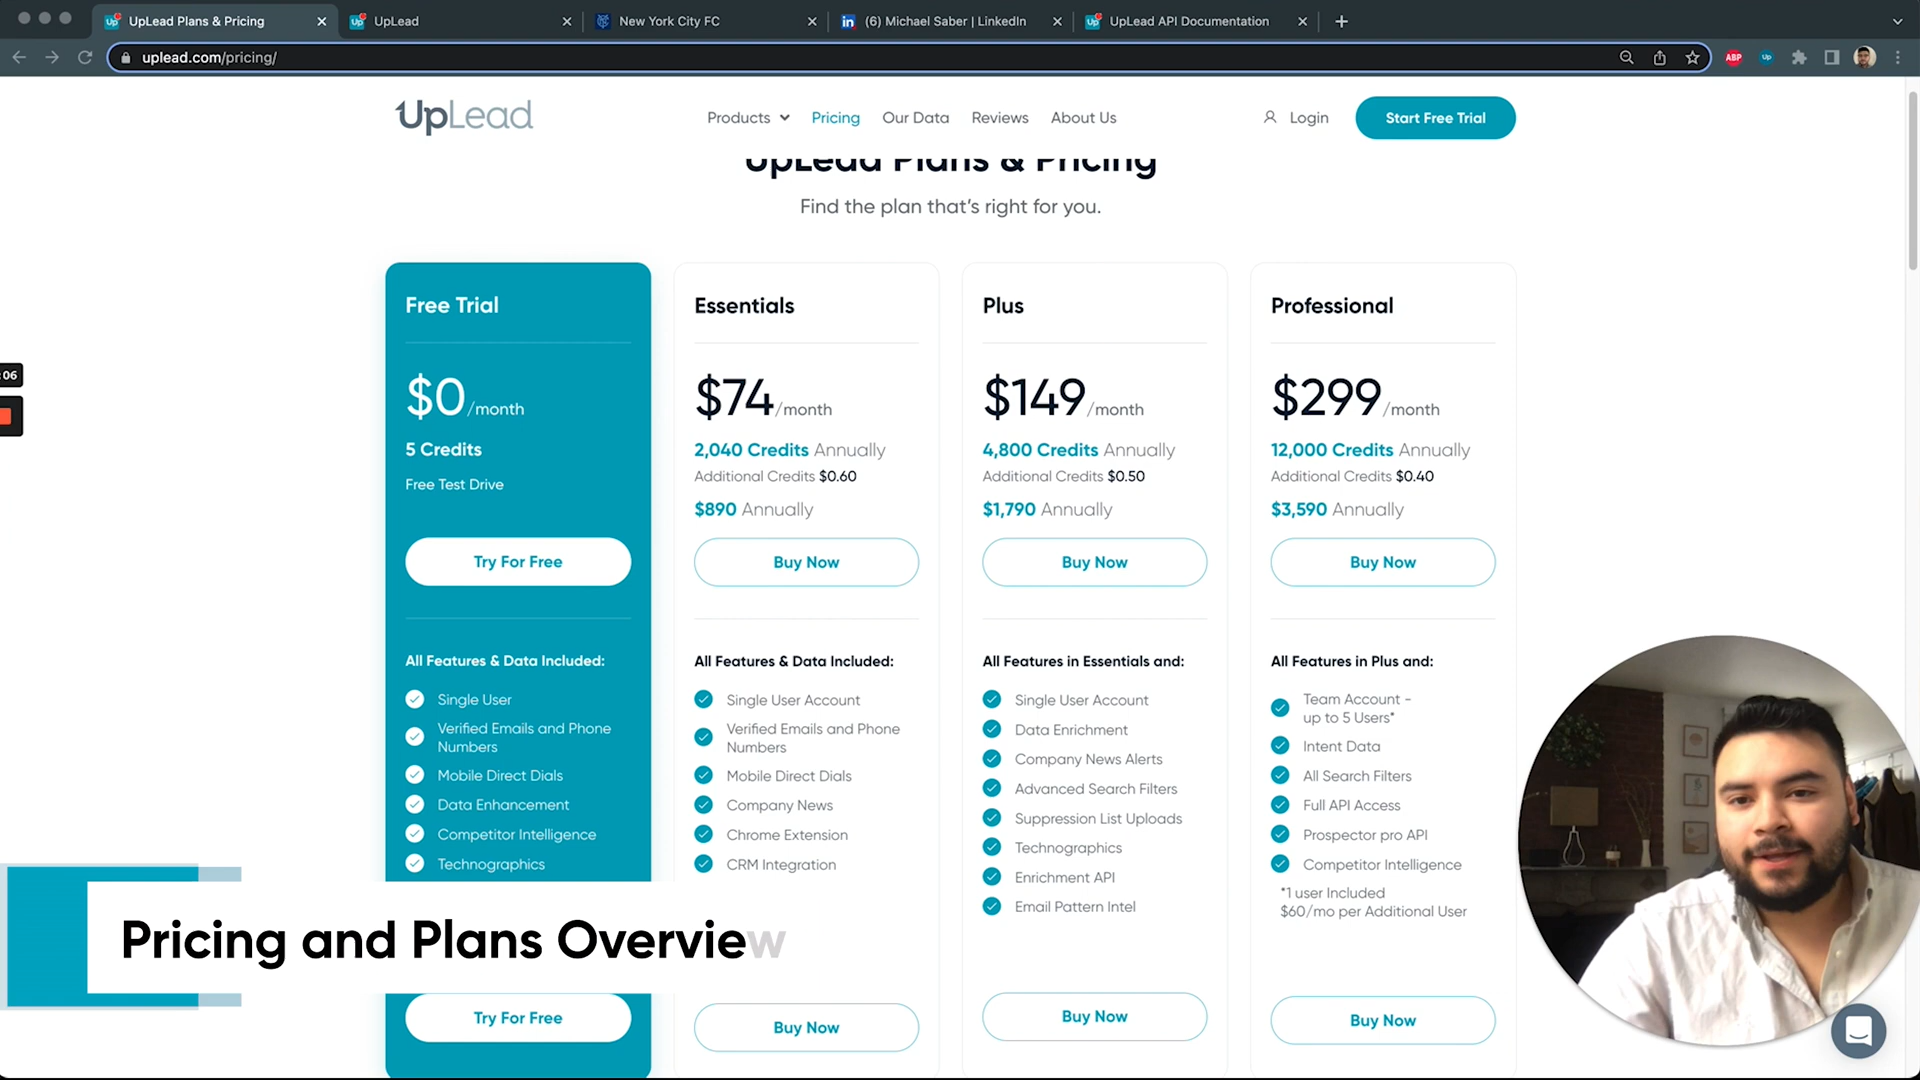 UpLead Plans & Pricing
UpLead
New York City FC
(6) Michael Saber | LinkedIn
UpLead API Documentation
uplead.com/pricing/
ABP
Up
UpLead
Products
Pricing
Our Data
Reviews
About Us
Login
Start Free Trial
UpLead Plans & Pricing
Find the plan that's right for you.
:06
Free Trial
$0/month
5 Credits
Free Test Drive
Try For Free
All Features & Data Included:
Single User
Verified Emails and Phone
Numbers
Mobile Direct Dials
Data Enhancement
Competitor Intelligence
Technographics
Try For Free
Essentials
$74/month
2,040 Credits Annually
Additional Credits $0.60
$890 Annually
Buy Now
All Features & Data Included:
Single User Account
Verified Emails and Phone
Numbers
Mobile Direct Dials
Company News
Chrome Extension
CRM Integration
Buy Now
Plus
$149/month
4,800 Credits Annually
Additional Credits $0.50
$1,790 Annually
Buy Now
All Features in Essentials and:
Single User Account
Data Enrichment
Company News Alerts
Advanced Search Filters
Suppression List Uploads
Technographics
Enrichment API
Email Pattern Intel
Buy Now
Professional
$299/month
12,000 Credits Annually
Additional Credits $0.40
$3,590 Annually
Buy Now
All Features in Plus and:
Team Account -
up to 5 Users*
Intent Data
All Search Filters
Full API Access
Prospector pro API
Competitor Intelligence
*1 user Included
$60/mo per Additional User
Buy Now
Pricing and Plans Overview